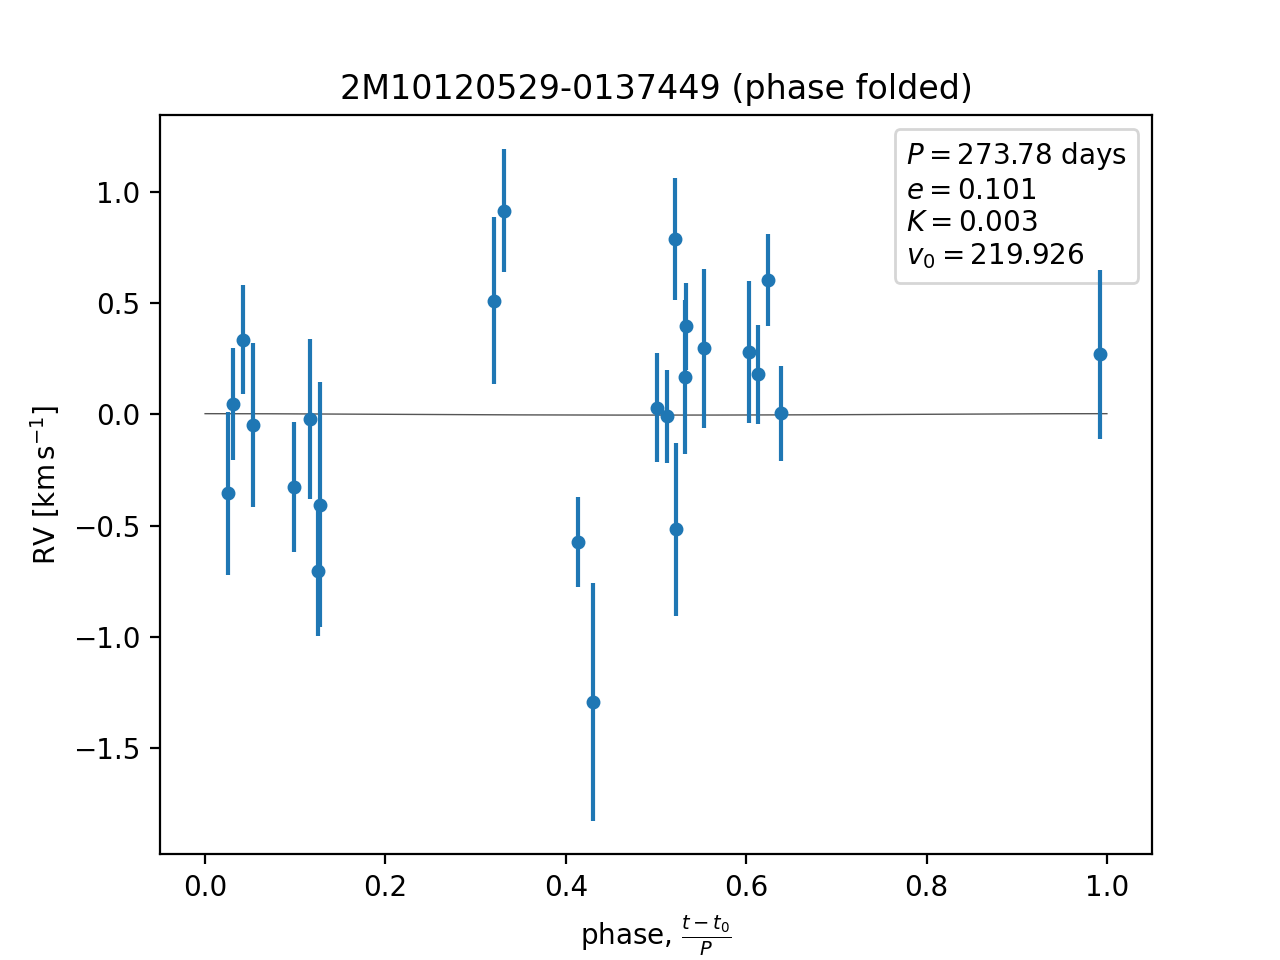 2M10120529-0137449 (phase folded)
P = 273.78 days
e = 0.101
K = 0.003
v₀ = 219.926
1.0
0.5
0.0
−0.5
−1.0
−1.5
RV [km s⁻¹]
0.0 0.2 0.4 0.6 0.8 1.0
phase, (t − t₀)/P